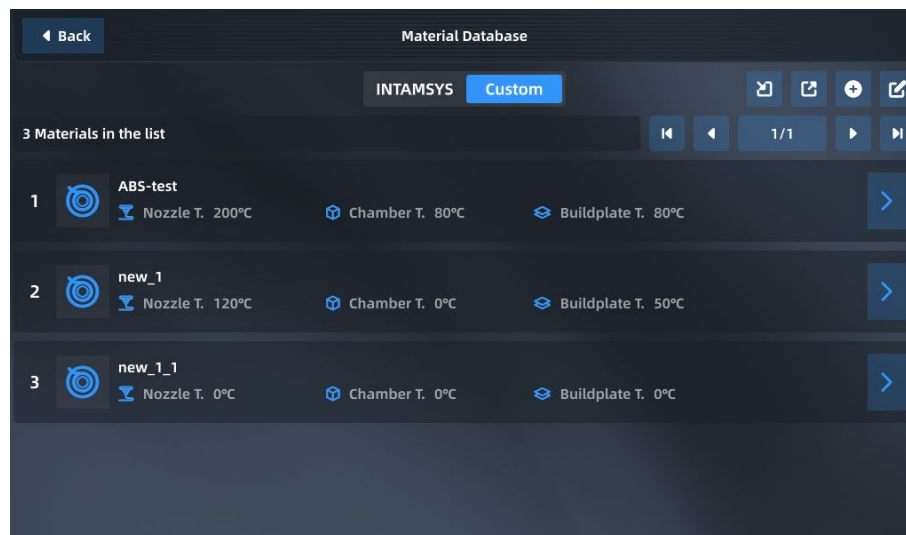 Back
Material Database
INTAMSYS Custom
3 Materials in the list
1/1
1
ABS-test
Nozzle T. 200℃ Chamber T. 80℃ Buildplate T. 80℃
2
new_1
Nozzle T. 120℃ Chamber T. 0℃ Buildplate T. 50℃
3
new_1_1
Nozzle T. 0℃ Chamber T. 0℃ Buildplate T. 0℃